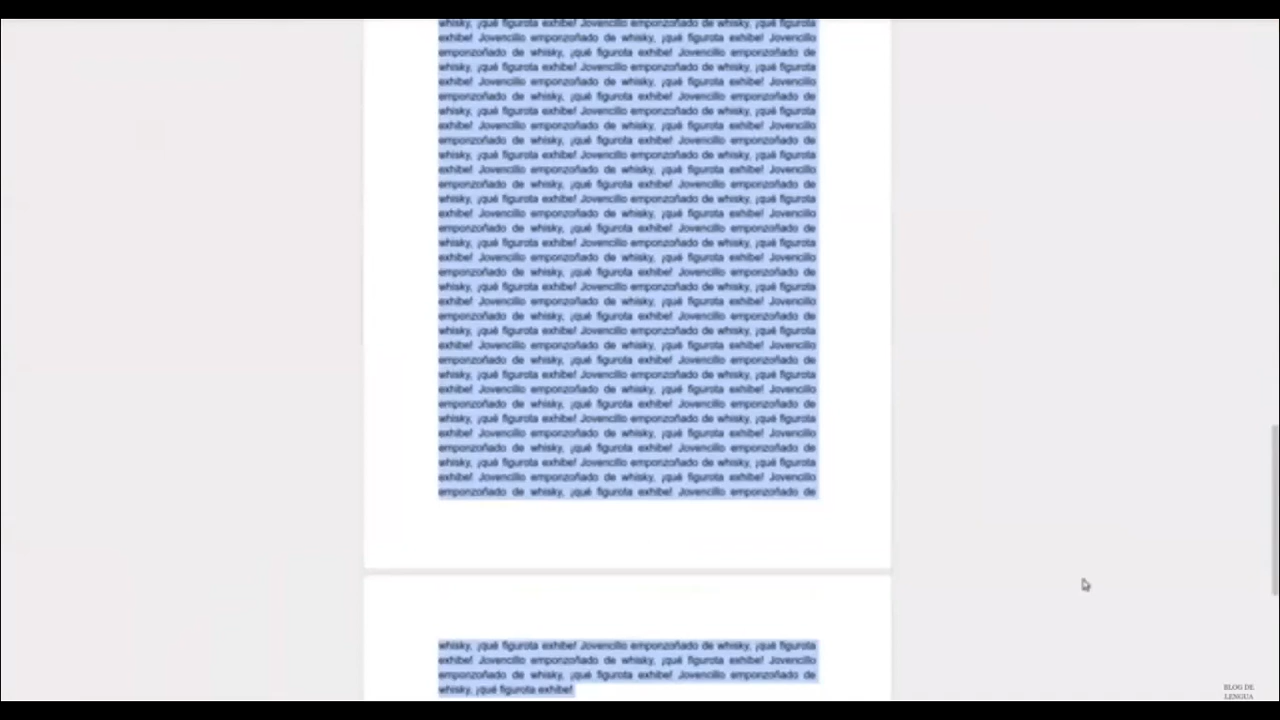 whisky, ¡qué figurota exhibe! Jovencillo emponzoñado de whisky, ¡qué figurota
exhibe! Jovencillo emponzoñado de whisky, ¡qué figurota exhibe! Jovencillo
emponzoñado de whisky, ¡qué figurota exhibe! Jovencillo emponzoñado de
whisky, ¡qué figurota exhibe! Jovencillo emponzoñado de whisky, ¡qué figurota
exhibe! Jovencillo emponzoñado de whisky, ¡qué figurota exhibe! Jovencillo
emponzoñado de whisky, ¡qué figurota exhibe! Jovencillo emponzoñado de
whisky, ¡qué figurota exhibe! Jovencillo emponzoñado de whisky, ¡qué figurota
exhibe! Jovencillo emponzoñado de whisky, ¡qué figurota exhibe! Jovencillo
emponzoñado de whisky, ¡qué figurota exhibe! Jovencillo emponzoñado de
whisky, ¡qué figurota exhibe! Jovencillo emponzoñado de whisky, ¡qué figurota
exhibe! Jovencillo emponzoñado de whisky, ¡qué figurota exhibe! Jovencillo
emponzoñado de whisky, ¡qué figurota exhibe! Jovencillo emponzoñado de
whisky, ¡qué figurota exhibe! Jovencillo emponzoñado de whisky, ¡qué figurota
exhibe! Jovencillo emponzoñado de whisky, ¡qué figurota exhibe! Jovencillo
emponzoñado de whisky, ¡qué figurota exhibe! Jovencillo emponzoñado de
whisky, ¡qué figurota exhibe! Jovencillo emponzoñado de whisky, ¡qué figurota
exhibe! Jovencillo emponzoñado de whisky, ¡qué figurota exhibe! Jovencillo
emponzoñado de whisky, ¡qué figurota exhibe! Jovencillo emponzoñado de
whisky, ¡qué figurota exhibe! Jovencillo emponzoñado de whisky, ¡qué figurota
exhibe! Jovencillo emponzoñado de whisky, ¡qué figurota exhibe! Jovencillo
emponzoñado de whisky, ¡qué figurota exhibe! Jovencillo emponzoñado de
whisky, ¡qué figurota exhibe! Jovencillo emponzoñado de whisky, ¡qué figurota
exhibe! Jovencillo emponzoñado de whisky, ¡qué figurota exhibe! Jovencillo
emponzoñado de whisky, ¡qué figurota exhibe! Jovencillo emponzoñado de
whisky, ¡qué figurota exhibe! Jovencillo emponzoñado de whisky, ¡qué figurota
exhibe! Jovencillo emponzoñado de whisky, ¡qué figurota exhibe! Jovencillo
emponzoñado de whisky, ¡qué figurota exhibe! Jovencillo emponzoñado de
whisky, ¡qué figurota exhibe! Jovencillo emponzoñado de whisky, ¡qué figurota
exhibe! Jovencillo emponzoñado de whisky, ¡qué figurota exhibe! Jovencillo
emponzoñado de whisky, ¡qué figurota exhibe! Jovencillo emponzoñado de
whisky, ¡qué figurota exhibe! Jovencillo emponzoñado de whisky, ¡qué figurota
exhibe! Jovencillo emponzoñado de whisky, ¡qué figurota exhibe! Jovencillo
emponzoñado de whisky, ¡qué figurota exhibe! Jovencillo emponzoñado de
whisky, ¡qué figurota exhibe! Jovencillo emponzoñado de whisky, ¡qué figurota
exhibe! Jovencillo emponzoñado de whisky, ¡qué figurota exhibe! Jovencillo
emponzoñado de whisky, ¡qué figurota exhibe! Jovencillo emponzoñado de
whisky, ¡qué figurota exhibe!
BLOG DE
LENGUA